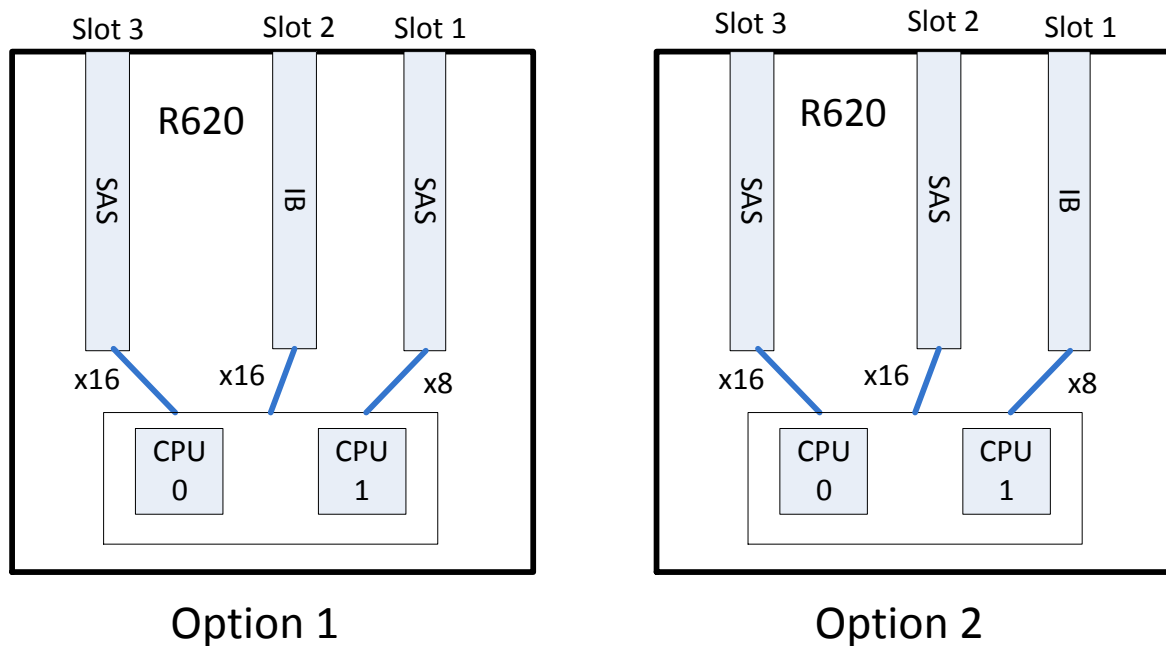 Slot 3 Slot 2 Slot 1
R620
SAS IB SAS
x16 x16 x8
CPU 0 CPU 1
Option 1
Slot 3 Slot 2 Slot 1
R620
SAS SAS IB
x16 x16 x8
CPU 0 CPU 1
Option 2